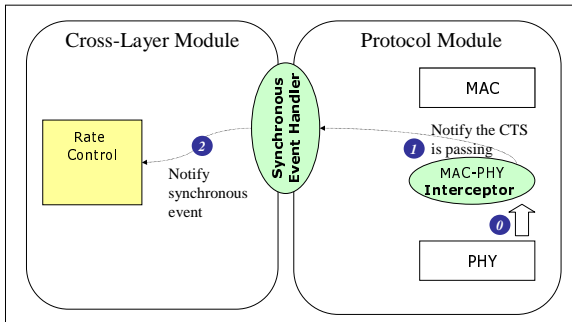 Cross-Layer Module
Protocol Module
MAC
Synchronous
Event Handler
Rate
Control
2
Notify
synchronous
event
1
Notify the CTS
is passing
MAC-PHY
Interceptor
0
PHY